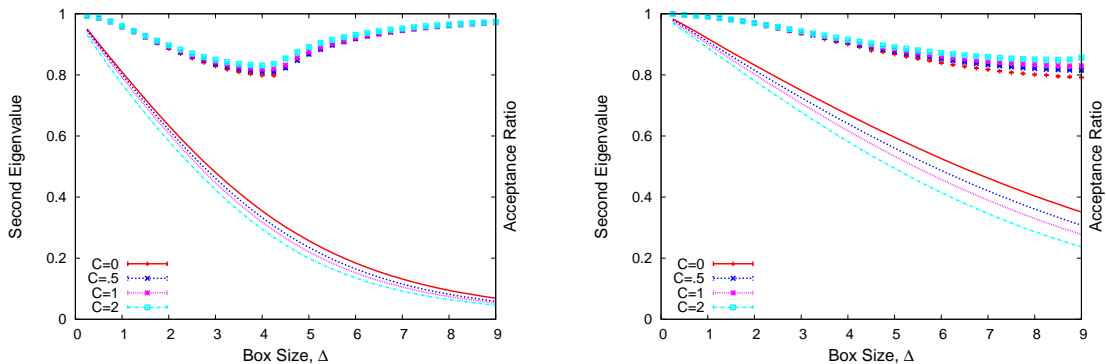 1
0.8
0.6
0.4
0.2
0
Second Eigenvalue
C=0
C=.5
C=1
C=2
0 1 2 3 4 5 6 7 8 9
Box Size, Δ
Acceptance Ratio
1
0.8
0.6
0.4
0.2
0
Second Eigenvalue
C=0
C=.5
C=1
C=2
0 1 2 3 4 5 6 7 8 9
Box Size, Δ
Acceptance Ratio